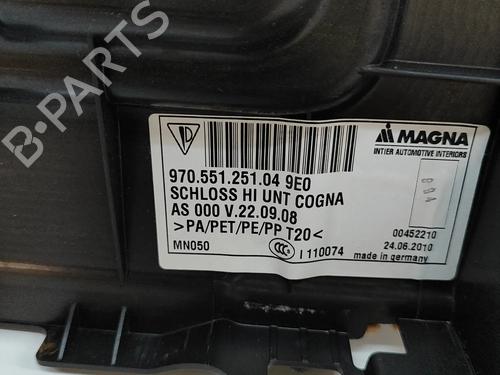 B-PARTS
MAGNA
INTIER AUTOMOTIVE INTERIORS
970.551.251.04 9E0
SCHLOSS HI UNT COGNA
AS 000 V.22.09.08
>PA/PET/PE/PP T20<
MN050
CCC
I 110074
00452210
24.06.2010
made in germany